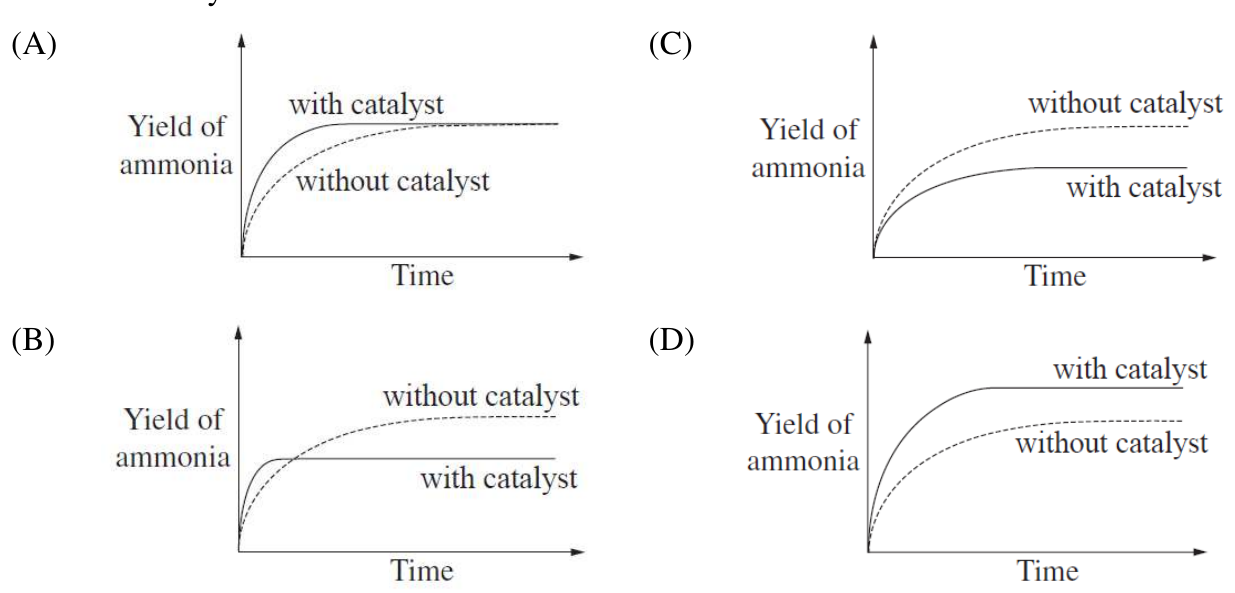 (A)
with catalyst
Yield of
ammonia
without catalyst
Time
(C)
without catalyst
Yield of
ammonia
with catalyst
Time
(B)
without catalyst
Yield of
ammonia
with catalyst
Time
(D)
with catalyst
Yield of
ammonia
without catalyst
Time